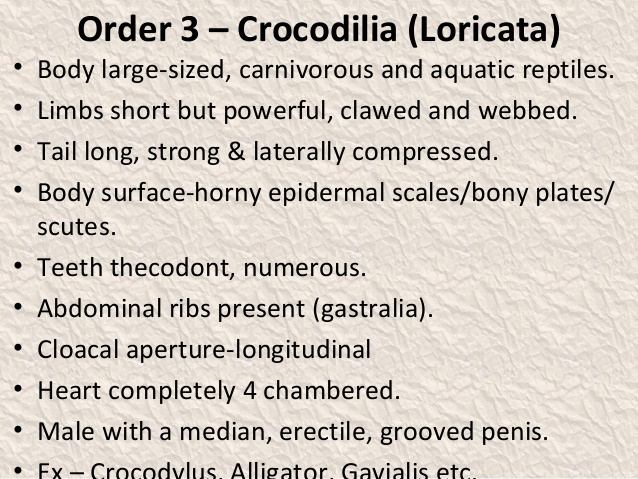 Order 3 – Crocodilia (Loricata)
• Body large-sized, carnivorous and aquatic reptiles.
• Limbs short but powerful, clawed and webbed.
• Tail long, strong & laterally compressed.
• Body surface-horny epidermal scales/bony plates/
scutes.
• Teeth thecodont, numerous.
• Abdominal ribs present (gastralia).
• Cloacal aperture-longitudinal
• Heart completely 4 chambered.
• Male with a median, erectile, grooved penis.
• Ex – Crocodylus, Alligator, Gavialis etc.